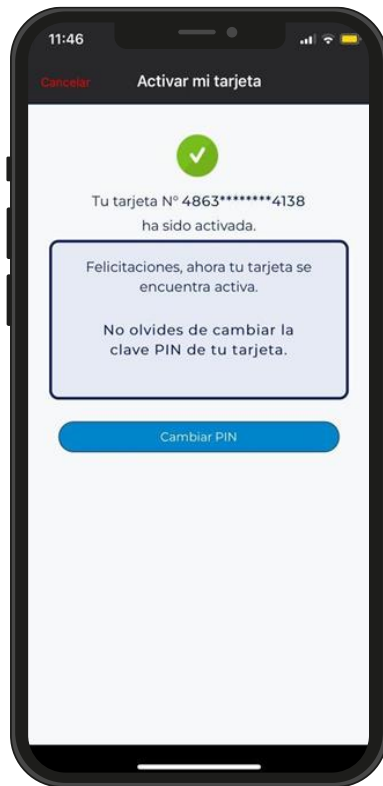 11:46
Cancelar Activar mi tarjeta
Tu tarjeta N° 4863********4138
ha sido activada.
Felicitaciones, ahora tu tarjeta se
encuentra activa.
No olvides de cambiar la
clave PIN de tu tarjeta.
Cambiar PIN